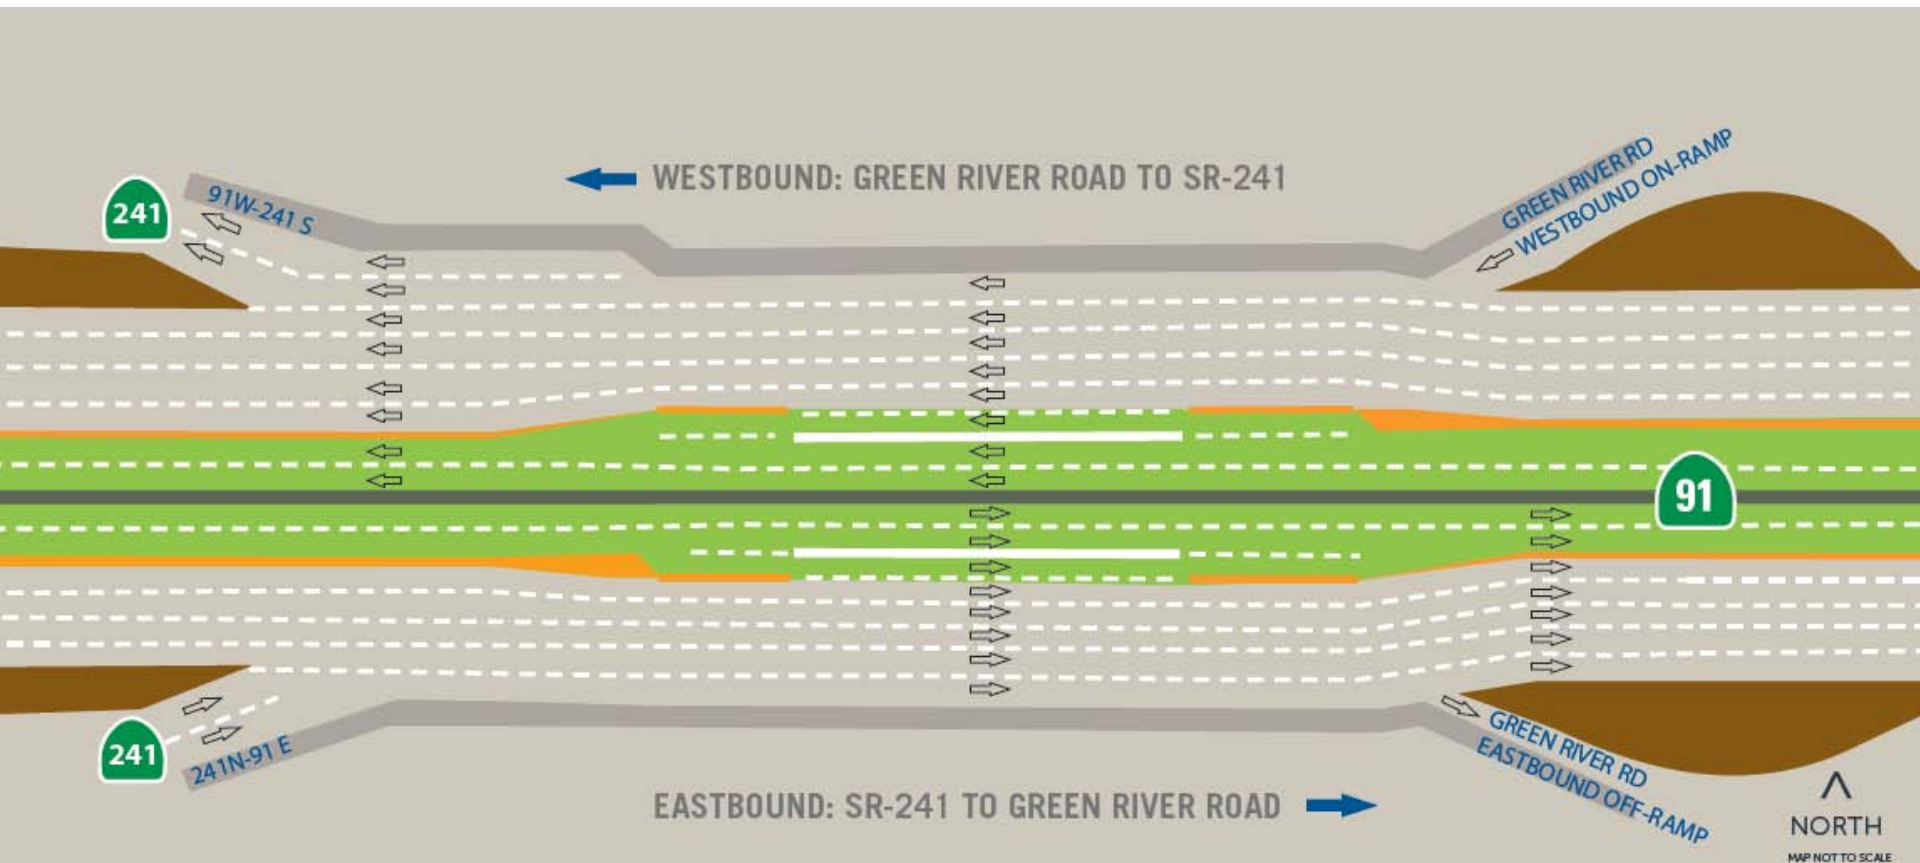 WESTBOUND: GREEN RIVER ROAD TO SR-241
GREEN RIVER RD
WESTBOUND ON-RAMP
241
91W-241 S
91
241
241N-91 E
GREEN RIVER RD
EASTBOUND OFF-RAMP
EASTBOUND: SR-241 TO GREEN RIVER ROAD
NORTH
MAP NOT TO SCALE